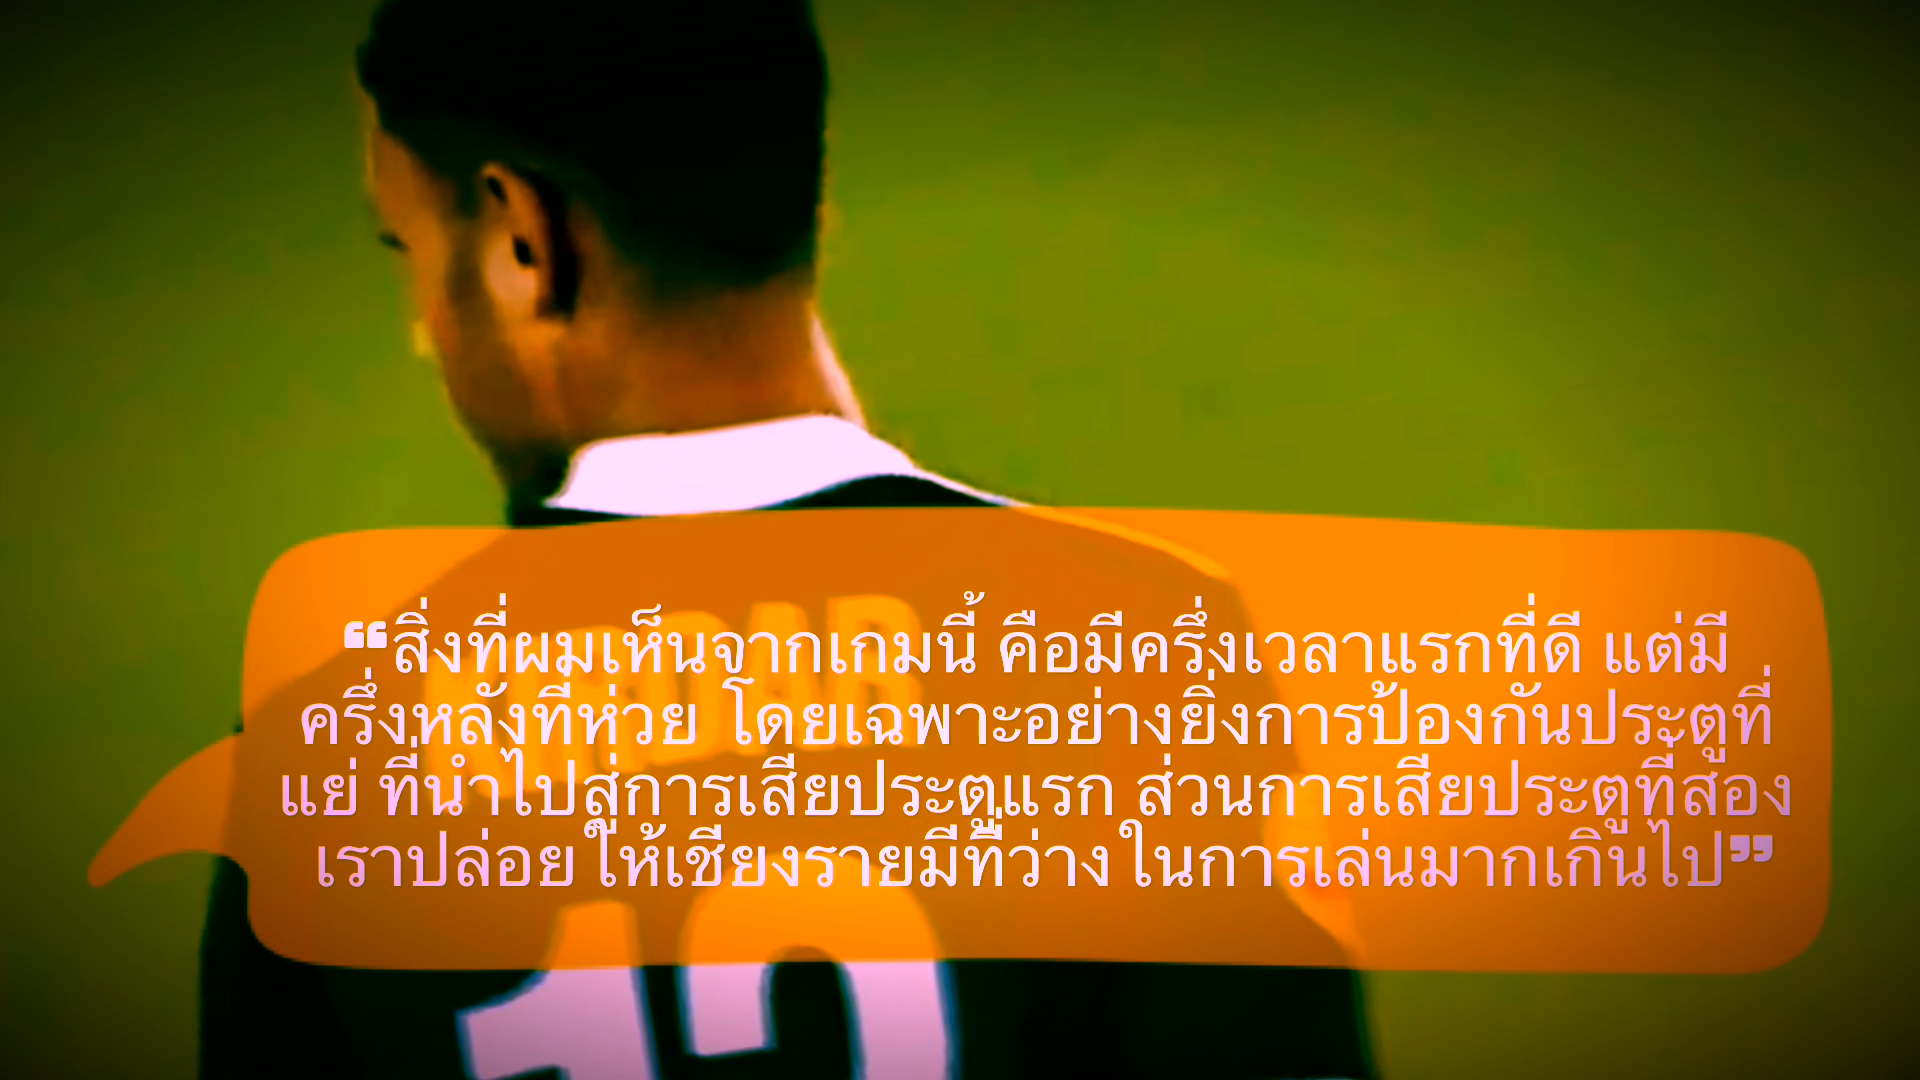 ❝สิ่งที่ผมเห็นจากเกมนี้ คือมีครึ่งเวลาแรกที่ดี แต่มี
ครึ่งหลังที่ห่วย โดยเฉพาะอย่างยิ่งการป้องกันประตูที่
แย่ ที่นำไปสู่การเสียประตูแรก ส่วนการเสียประตูที่สอง
เราปล่อยให้เชียงรายมีที่ว่างในการเล่นมากเกินไป❞